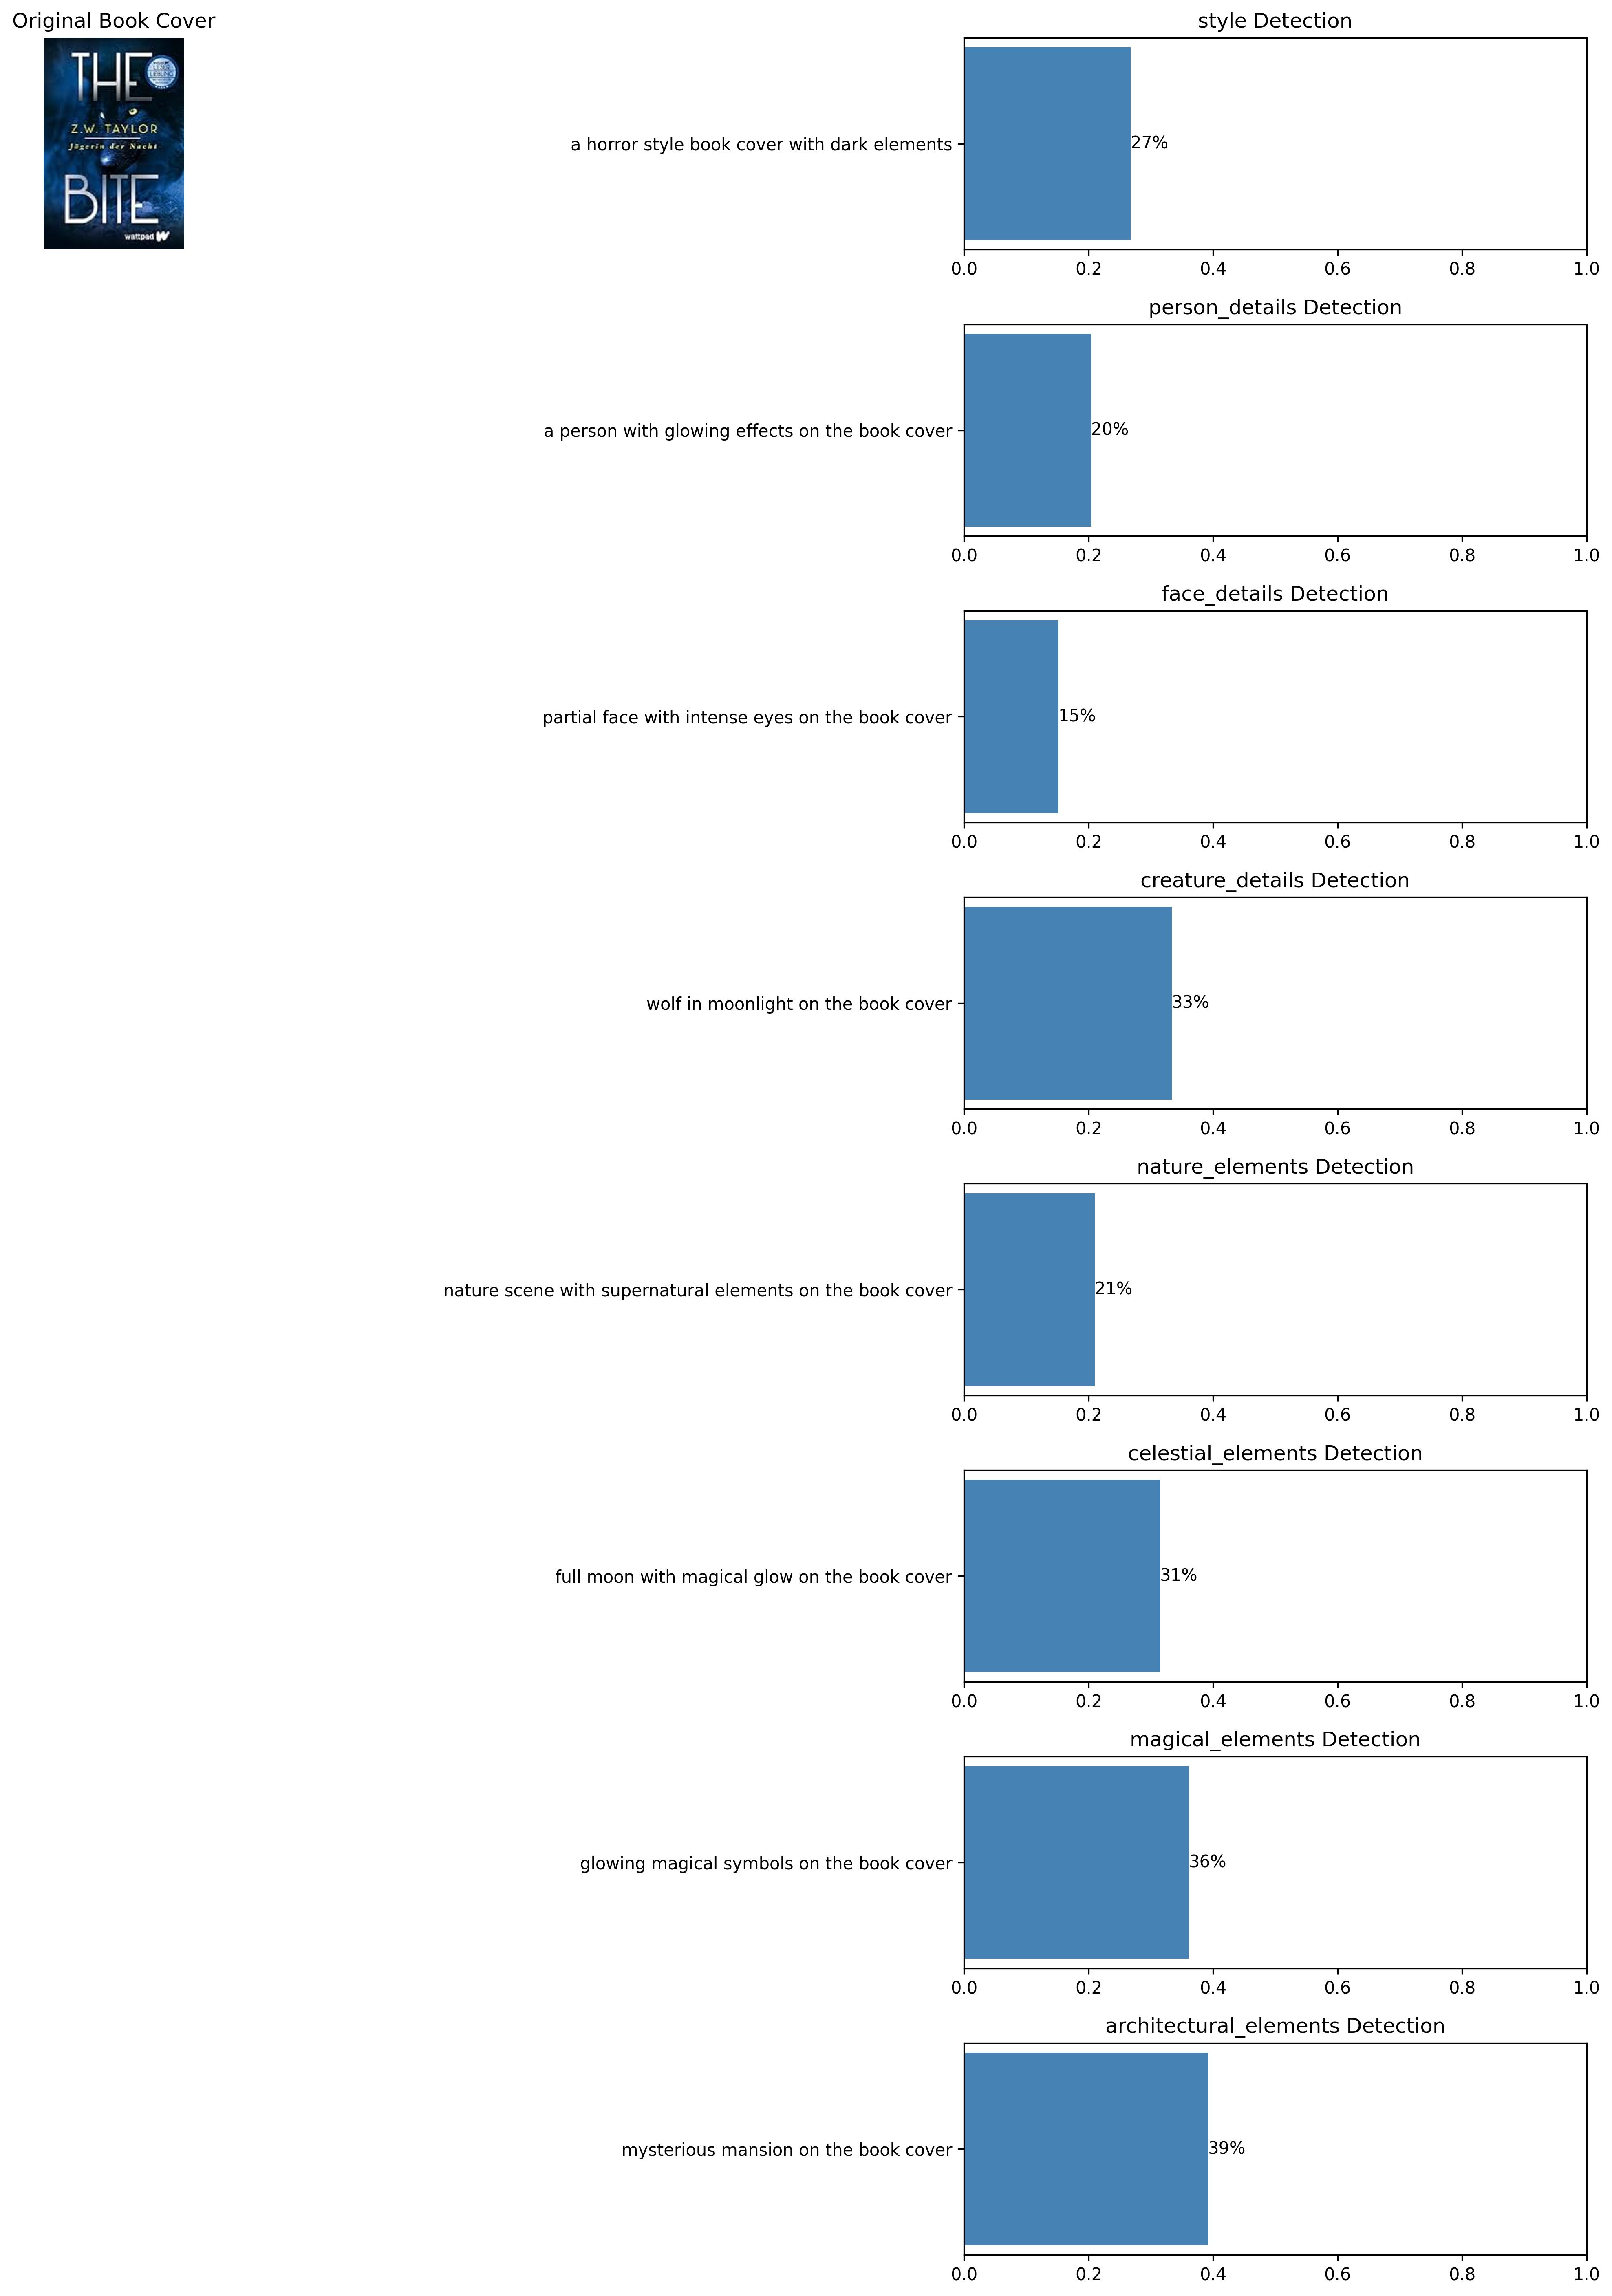 Original Book Cover
THE
Z.W. TAYLOR
Jägerin der Nacht
BITE
wattpad W
style Detection
a horror style book cover with dark elements
27%
0.0 0.2 0.4 0.6 0.8 1.0
person_details Detection
a person with glowing effects on the book cover
20%
0.0 0.2 0.4 0.6 0.8 1.0
face_details Detection
partial face with intense eyes on the book cover
15%
0.0 0.2 0.4 0.6 0.8 1.0
creature_details Detection
wolf in moonlight on the book cover
33%
0.0 0.2 0.4 0.6 0.8 1.0
nature_elements Detection
nature scene with supernatural elements on the book cover
21%
0.0 0.2 0.4 0.6 0.8 1.0
celestial_elements Detection
full moon with magical glow on the book cover
31%
0.0 0.2 0.4 0.6 0.8 1.0
magical_elements Detection
glowing magical symbols on the book cover
36%
0.0 0.2 0.4 0.6 0.8 1.0
architectural_elements Detection
mysterious mansion on the book cover
39%
0.0 0.2 0.4 0.6 0.8 1.0